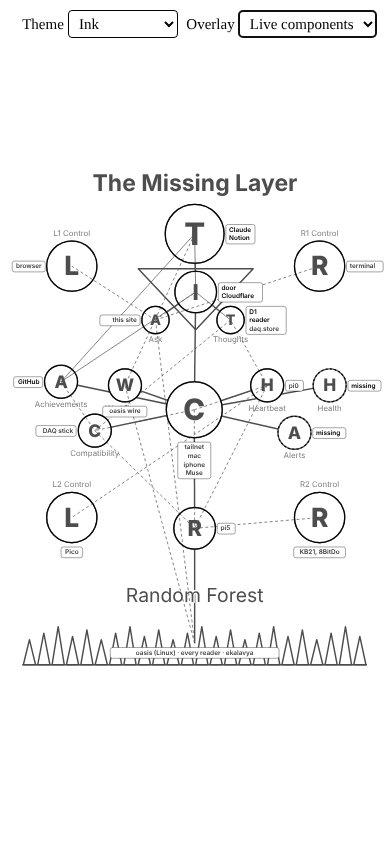 Theme Ink Overlay Live components
The Missing Layer
T
Claude
Notion
L1 Control
L
browser
R1 Control
R
terminal
I
door
Cloudflare
this site
A
Ask
T
Thoughts
D1
reader
daq.store
GitHub
A
Achievements
W
oasis wire
C
H
Heartbeat
pi0
H
Health
missing
DAQ stick
C
Compatibility
A
Alerts
missing
tailnet
mac
iphone
Muse
L2 Control
L
Pico
R
pi5
R2 Control
R
KB21, 8BitDo
Random Forest
oasis (Linux) · every reader · ekalavya